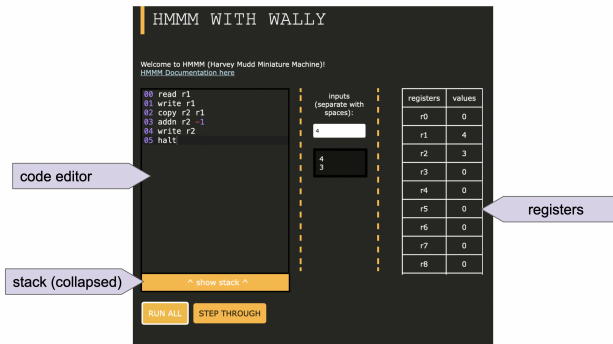 HMMM WITH WALLY
Welcome to HMMM (Harvey Mudd Miniature Machine)!
HMMM Documentation here
00 read r1
01 write r1
02 copy r2 r1
03 addn r2 -1
04 write r2
05 halt
code editor
^ show stack ^
stack (collapsed)
RUN ALL
STEP THROUGH
inputs
(separate with
spaces):
4
4
3
registers values
r0 0
r1 4
r2 3
r3 0
r4 0
r5 0
r6 0
r7 0
r8 0
registers